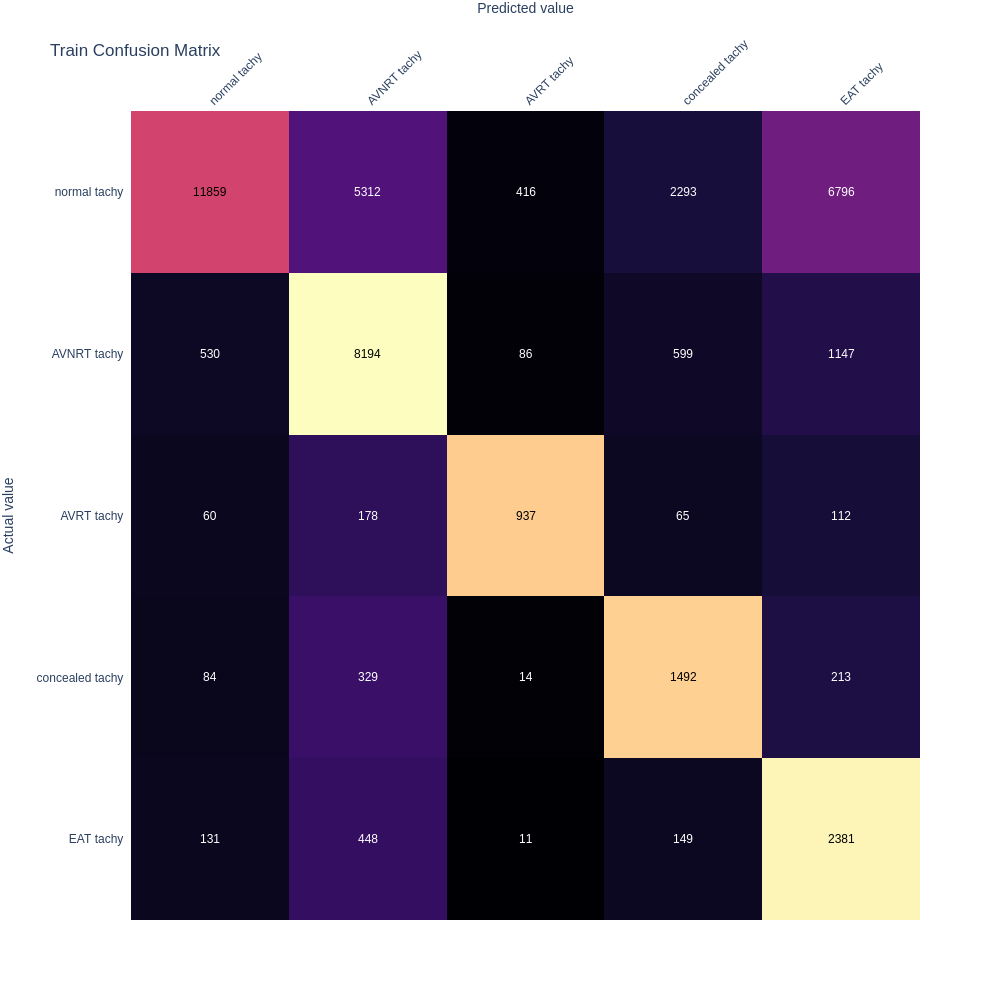 Predicted value
Train Confusion Matrix
normal tachy
AVNRT tachy
AVRT tachy
concealed tachy
EAT tachy
Actual value
normal tachy 11859 5312 416 2293 6796
AVNRT tachy 530 8194 86 599 1147
AVRT tachy 60 178 937 65 112
concealed tachy 84 329 14 1492 213
EAT tachy 131 448 11 149 2381